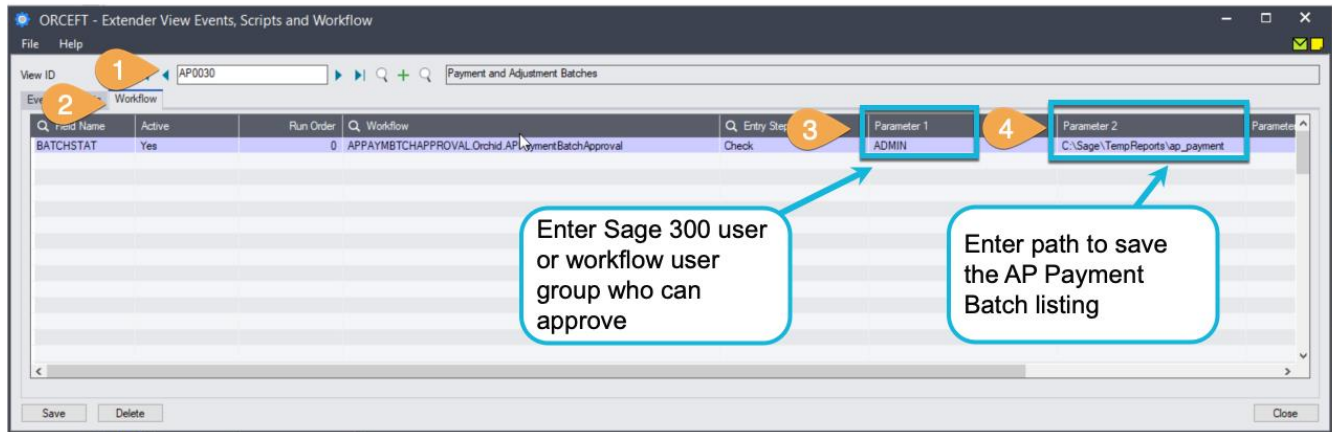 ORCEFT - Extender View Events, Scripts and Workflow
File Help
View ID
1
AP0030
Payment and Adjustment Batches
2
Workflow
Field Name Active Run Order Workflow Entry Step 3 Parameter 1 4 Parameter 2 Parameter
BATCHSTAT Yes 0 Check ADMIN C:\Sage\TempReports\ap_payment
Enter Sage 300 user
or workflow user
group who can
approve
Enter path to save
the AP Payment
Batch listing
Save Delete Close